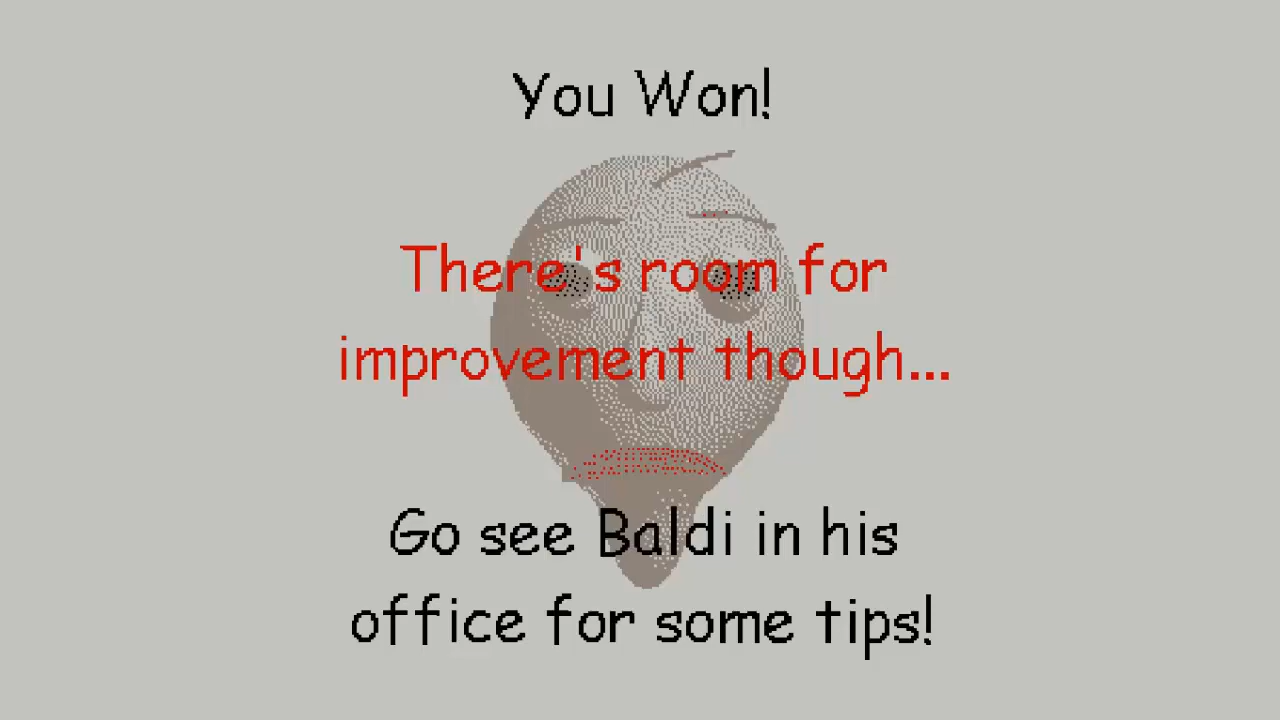 You Won!
There's room for
improvement though...
Go see Baldi in his
office for some tips!